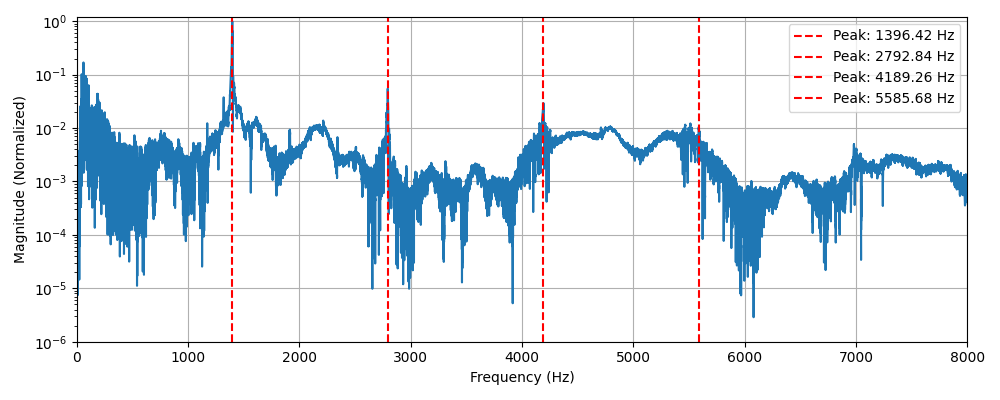 10⁰
10⁻¹
10⁻²
10⁻³
10⁻⁴
10⁻⁵
10⁻⁶
Magnitude (Normalized)
Peak: 1396.42 Hz
Peak: 2792.84 Hz
Peak: 4189.26 Hz
Peak: 5585.68 Hz
0 1000 2000 3000 4000 5000 6000 7000 8000
Frequency (Hz)